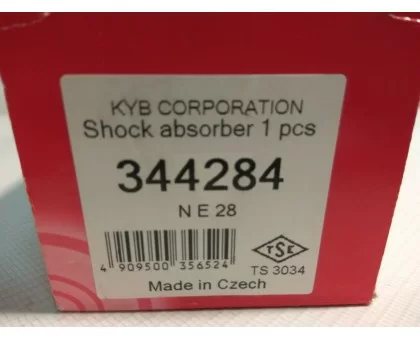 KYB CORPORATION
Shock absorber 1 pcs
344284
N E 28
TSE
4 909500 356524
TS 3034
Made in Czech